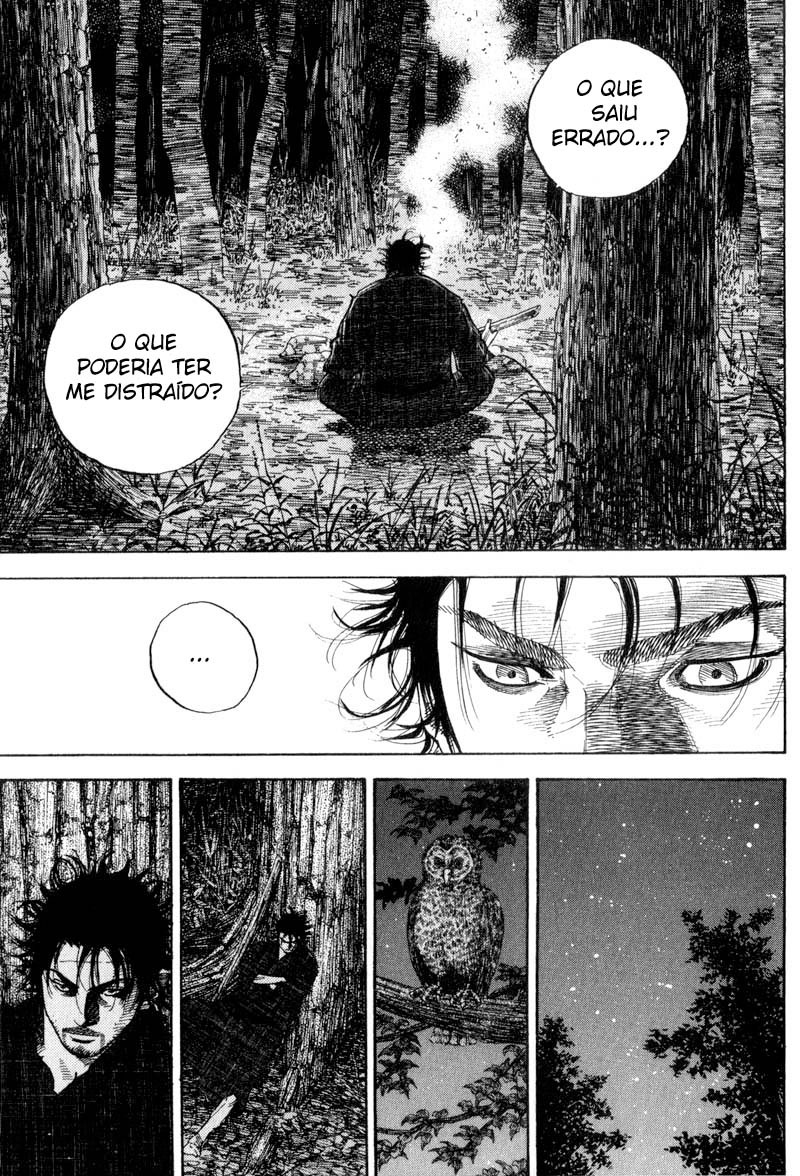 O QUE
SAIU
ERRADO...?
O QUE
PODERIA TER
ME DISTRAÍDO?
...